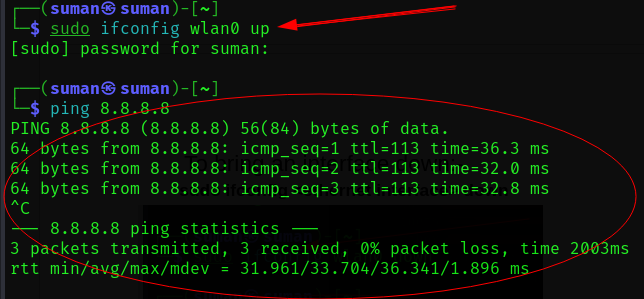 ┌──(suman㉿suman)-[~]
└─$ sudo ifconfig wlan0 up
[sudo] password for suman:
┌──(suman㉿suman)-[~]
└─$ ping 8.8.8.8
PING 8.8.8.8 (8.8.8.8) 56(84) bytes of data.
64 bytes from 8.8.8.8: icmp_seq=1 ttl=113 time=36.3 ms
64 bytes from 8.8.8.8: icmp_seq=2 ttl=113 time=32.0 ms
64 bytes from 8.8.8.8: icmp_seq=3 ttl=113 time=32.8 ms
^C
--- 8.8.8.8 ping statistics ---
3 packets transmitted, 3 received, 0% packet loss, time 2003ms
rtt min/avg/max/mdev = 31.961/33.704/36.341/1.896 ms